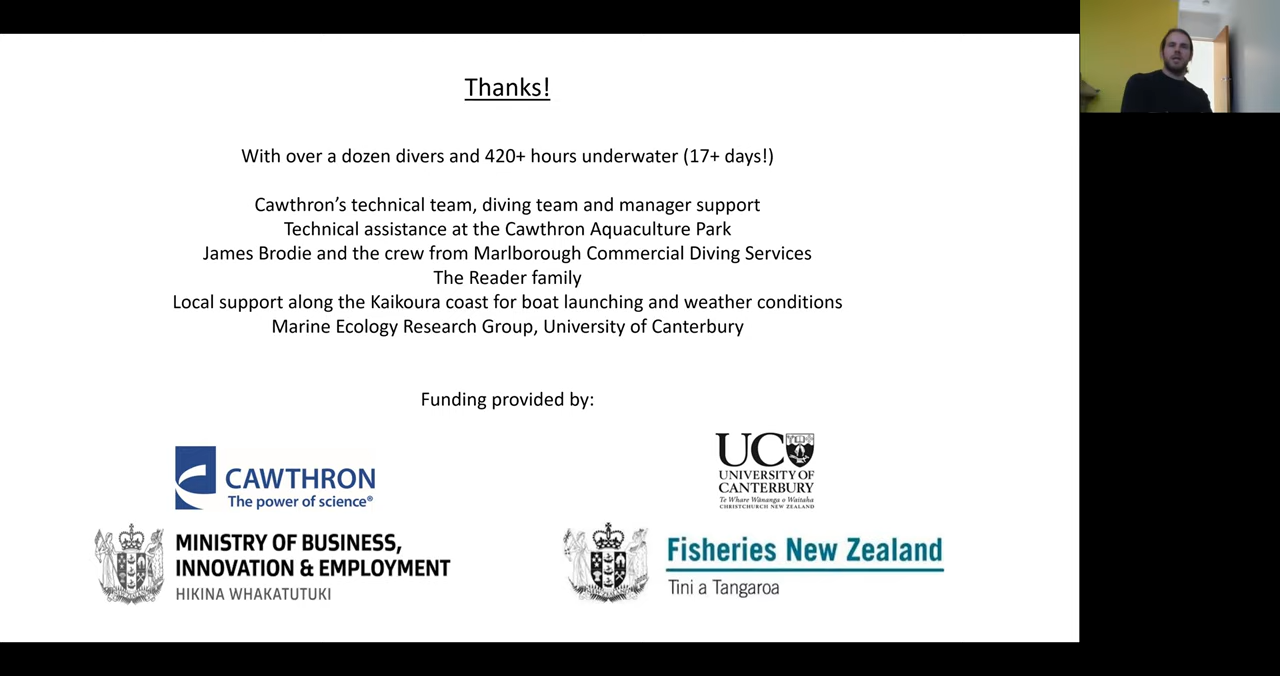 Thanks!
With over a dozen divers and 420+ hours underwater (17+ days!)
Cawthron’s technical team, diving team and manager support
Technical assistance at the Cawthron Aquaculture Park
James Brodie and the crew from Marlborough Commercial Diving Services
The Reader family
Local support along the Kaikoura coast for boat launching and weather conditions
Marine Ecology Research Group, University of Canterbury
Funding provided by:
CAWTHRON
The power of science®
UC
UNIVERSITY OF
CANTERBURY
Te Whare Wānanga o Waitaha
CHRISTCHURCH NEW ZEALAND
MINISTRY OF BUSINESS,
INNOVATION & EMPLOYMENT
HIKINA WHAKATUTUKI
Fisheries New Zealand
Tini a Tangaroa